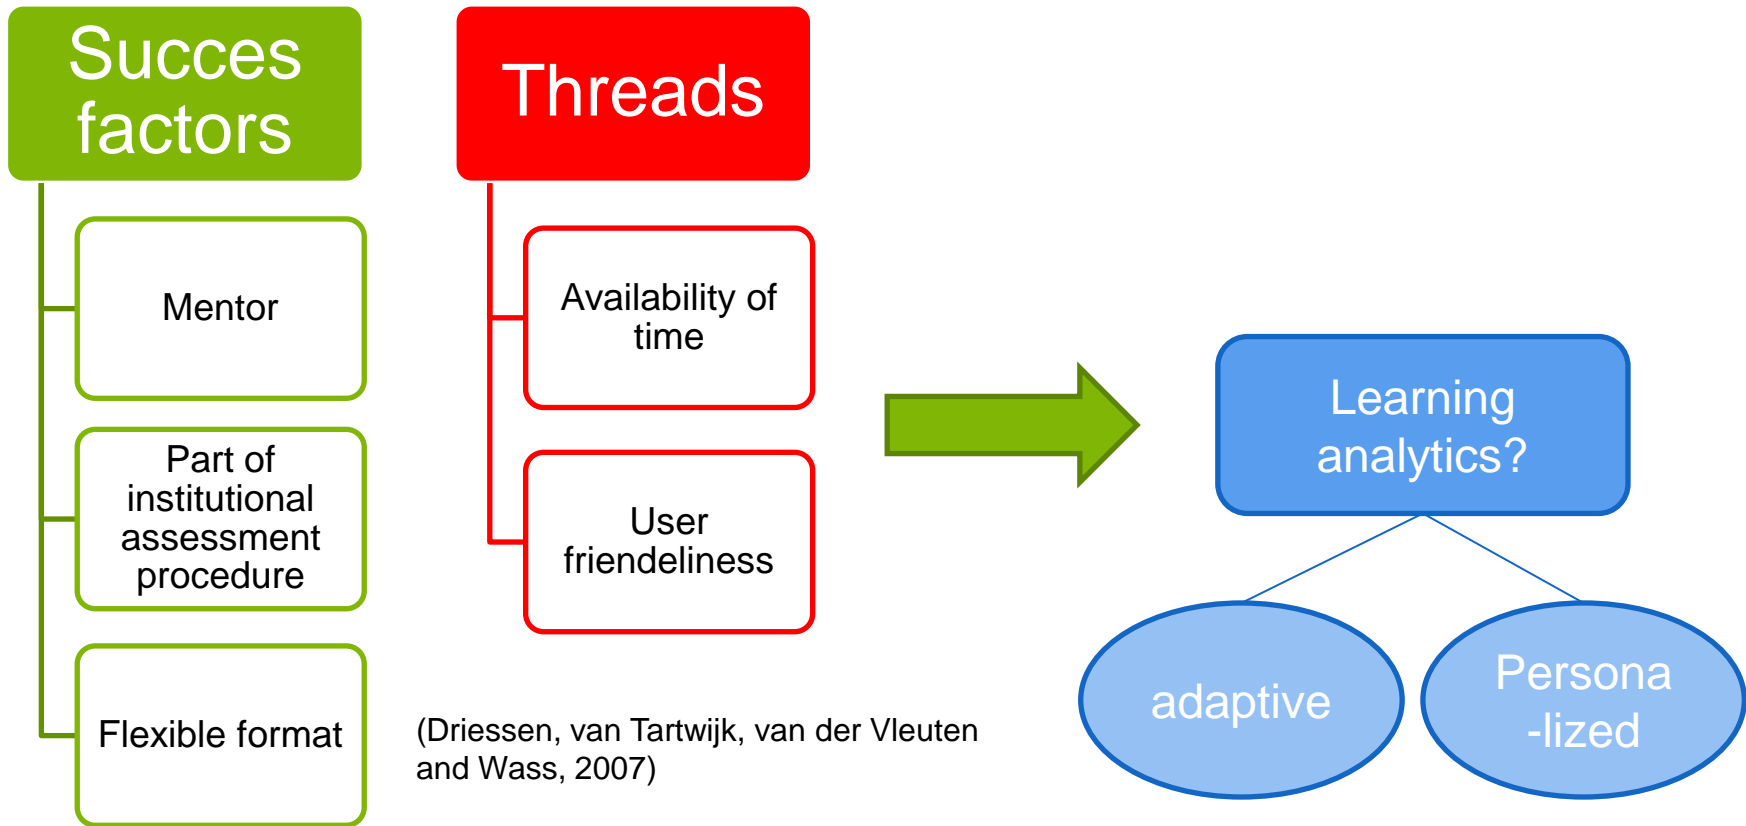 Succes
factors
Mentor
Part of
institutional
assessment
procedure
Flexible format
Threads
Availability of
time
User
friendeliness
(Driessen, van Tartwijk, van der Vleuten
and Wass, 2007)
Learning
analytics?
adaptive
Persona
-lized